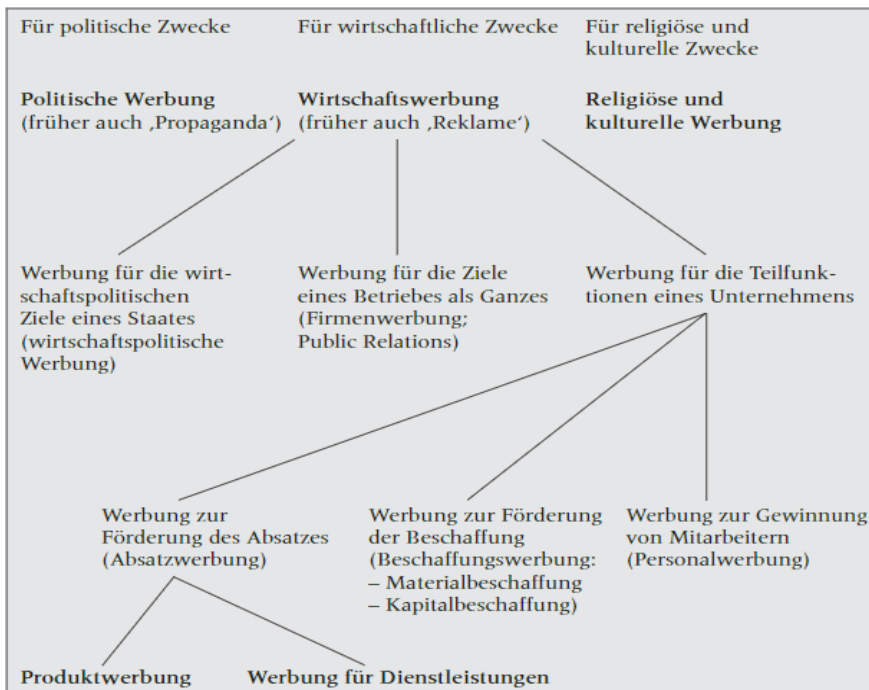 Für politische Zwecke
Für wirtschaftliche Zwecke
Für religiöse und
kulturelle Zwecke
Politische Werbung
(früher auch ‚Propaganda‘)
Wirtschaftswerbung
(früher auch ‚Reklame‘)
Religiöse und
kulturelle Werbung
Werbung für die wirt-
schaftspolitischen
Ziele eines Staates
(wirtschaftspolitische
Werbung)
Werbung für die Ziele
eines Betriebes als Ganzes
(Firmenwerbung;
Public Relations)
Werbung für die Teilfunk-
tionen eines Unternehmens
Werbung zur
Förderung des Absatzes
(Absatzwerbung)
Werbung zur Förderung
der Beschaffung
(Beschaffungswerbung:
– Materialbeschaffung
– Kapitalbeschaffung)
Werbung zur Gewinnung
von Mitarbeitern
(Personalwerbung)
Produktwerbung
Werbung für Dienstleistungen